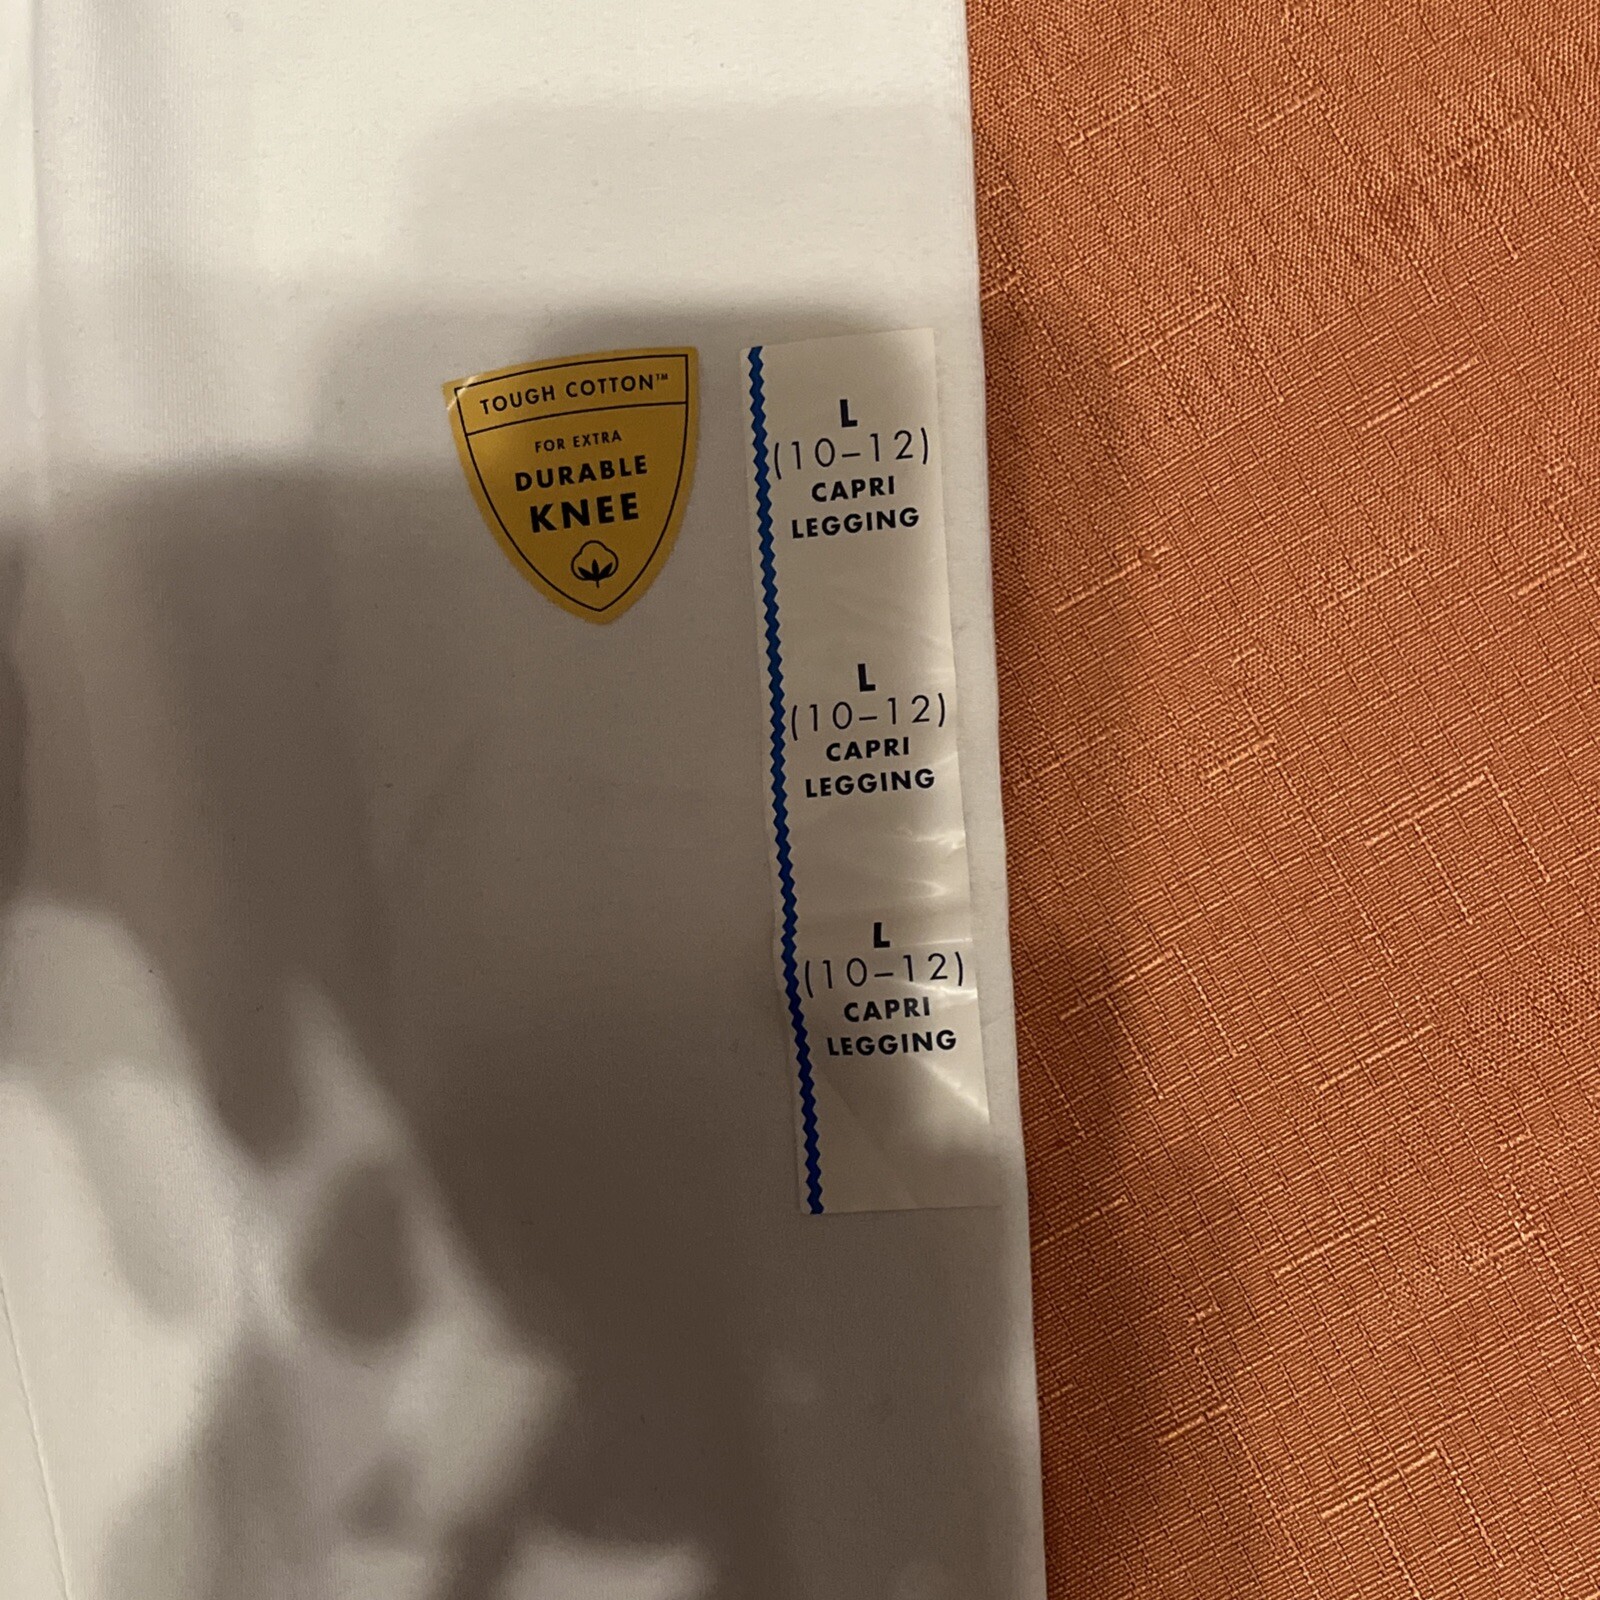 TOUGH COTTON™
FOR EXTRA
DURABLE
KNEE
L
(10–12)
CAPRI
LEGGING
L
(10–12)
CAPRI
LEGGING
L
(10–12)
CAPRI
LEGGING